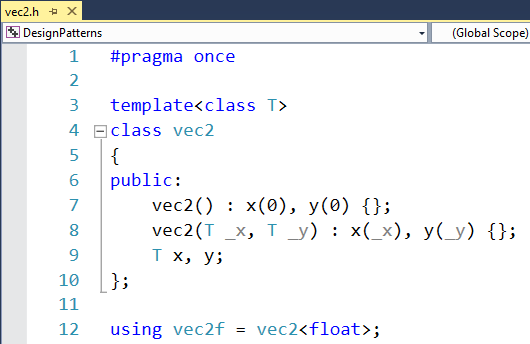 vec2.h
DesignPatterns (Global Scope)
1 #pragma once
2
3 template<class T>
4 class vec2
5 {
6 public:
7 vec2() : x(0), y(0) {};
8 vec2(T _x, T _y) : x(_x), y(_y) {};
9 T x, y;
10 };
11
12 using vec2f = vec2<float>;